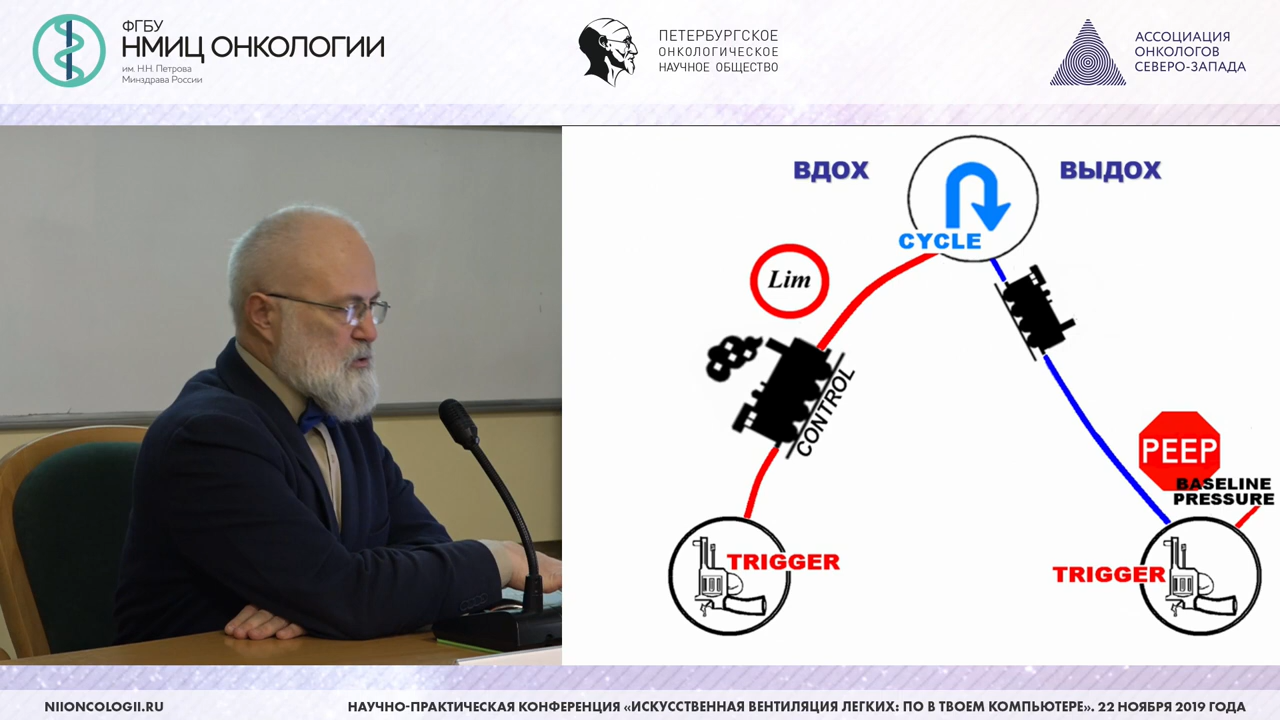 ФГБУ
НМИЦ ОНКОЛОГИИ
им. Н.Н. Петрова
Минздрава России
ПЕТЕРБУРГСКОЕ
ОНКОЛОГИЧЕСКОЕ
НАУЧНОЕ ОБЩЕСТВО
АССОЦИАЦИЯ
ОНКОЛОГОВ
СЕВЕРО-ЗАПАДА
ВДОХ
ВЫДОХ
CYCLE
Lim
CONTROL
PEEP
BASELINE
PRESSURE
TRIGGER
TRIGGER
NIIONCOLOGII.RU
НАУЧНО-ПРАКТИЧЕСКАЯ КОНФЕРЕНЦИЯ «ИСКУССТВЕННАЯ ВЕНТИЛЯЦИЯ ЛЕГКИХ: ПО В ТВОЕМ КОМПЬЮТЕРЕ». 22 НОЯБРЯ 2019 ГОДА